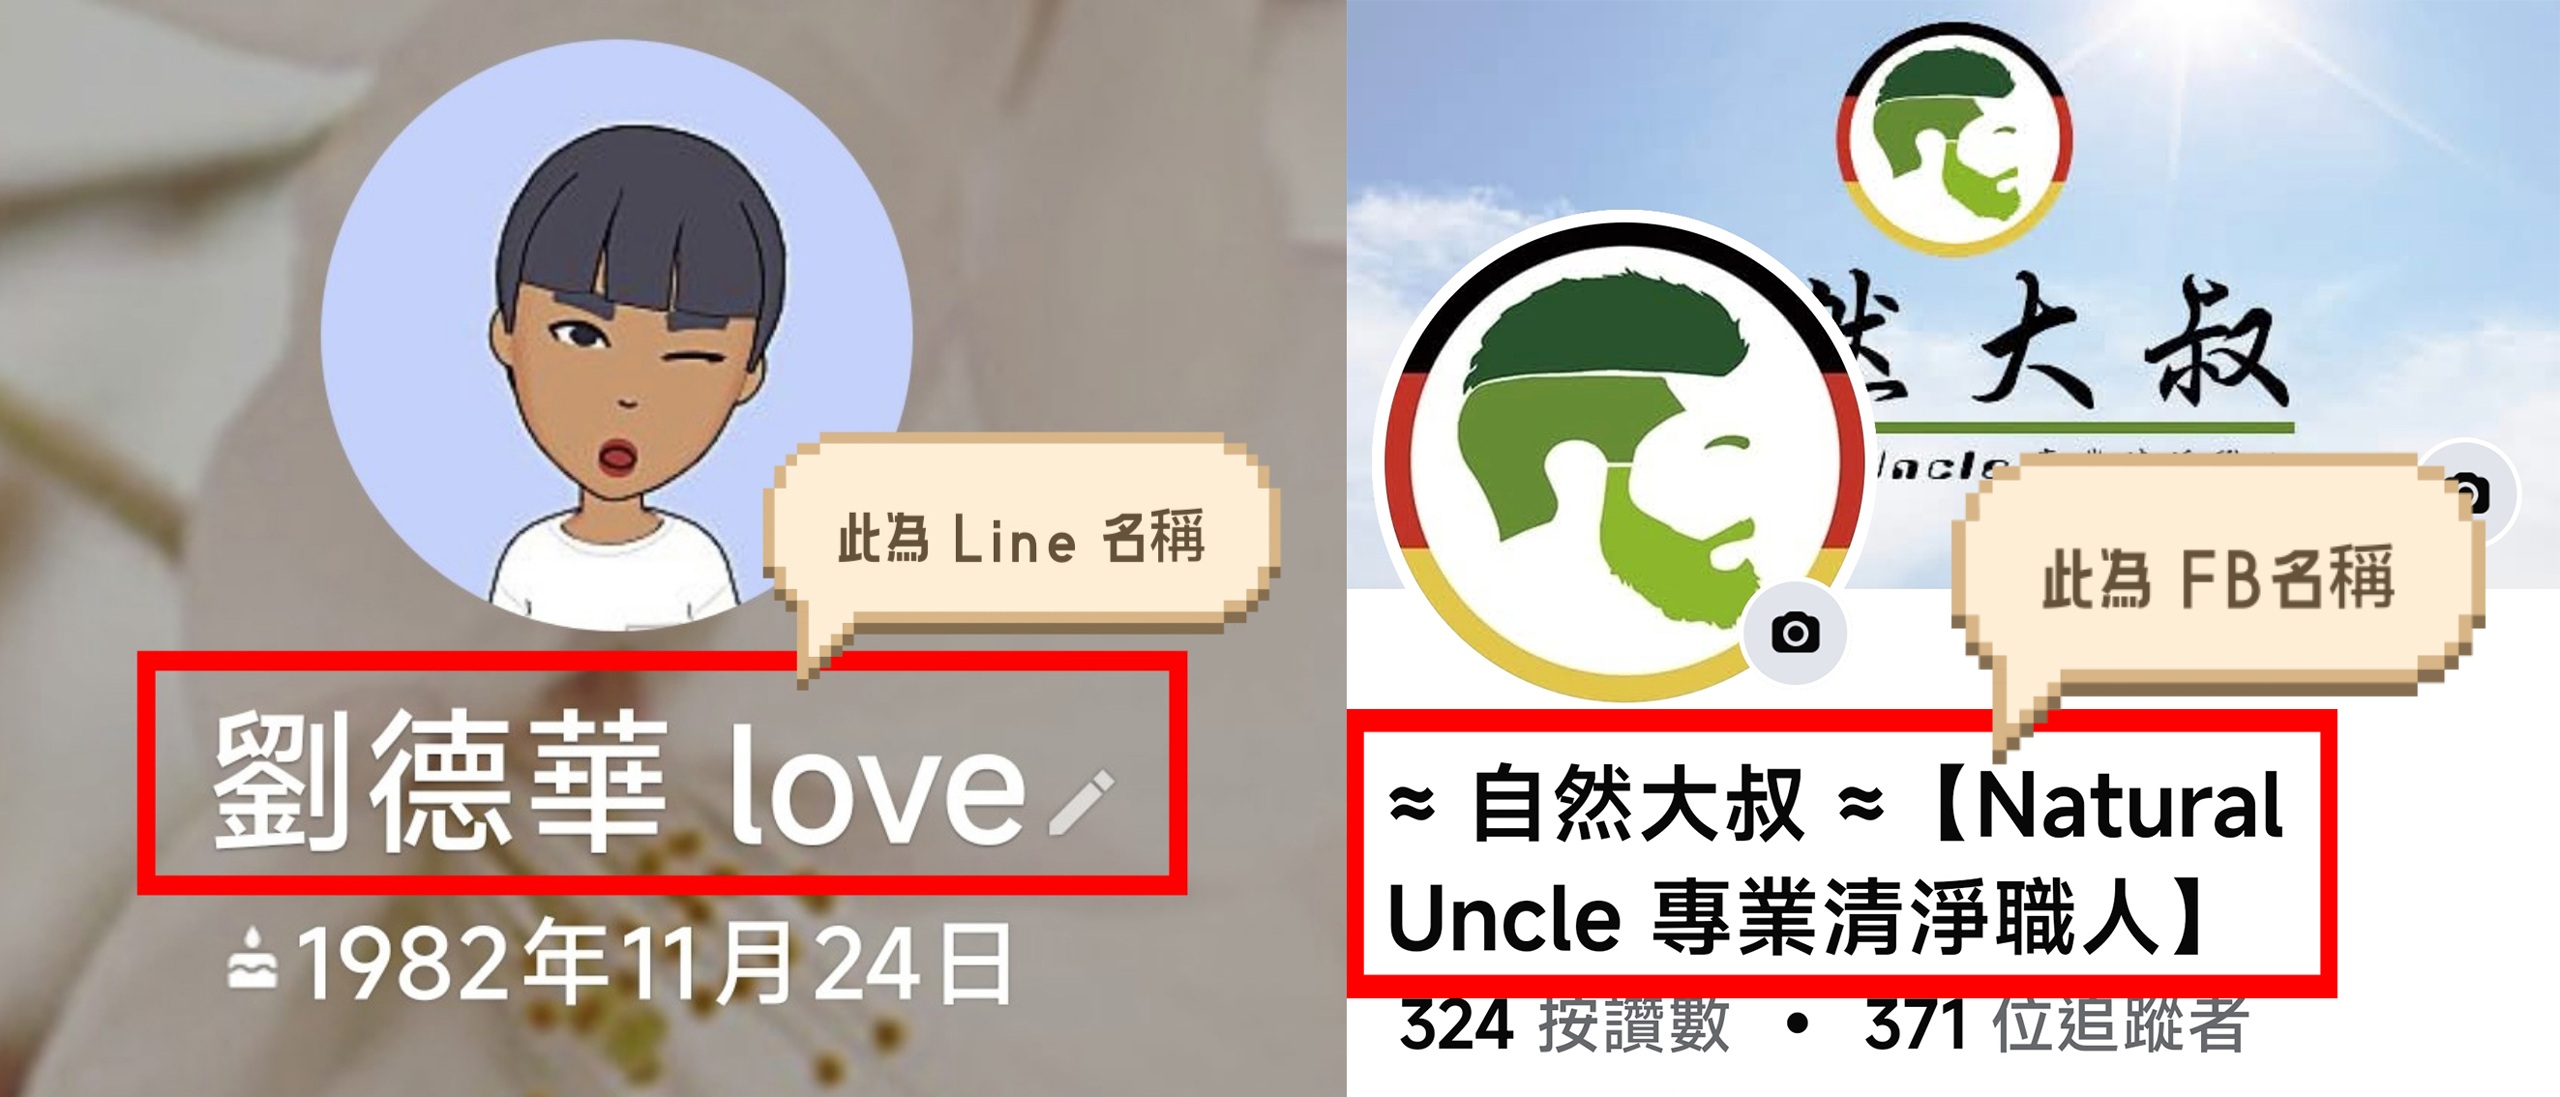 此為 Line 名稱
劉德華 love
1982年11月24日
然大叔
Uncle
此為 FB名稱
≈ 自然大叔 ≈【Natural
Uncle 專業清淨職人】
324 按讚數 • 371 位追蹤者